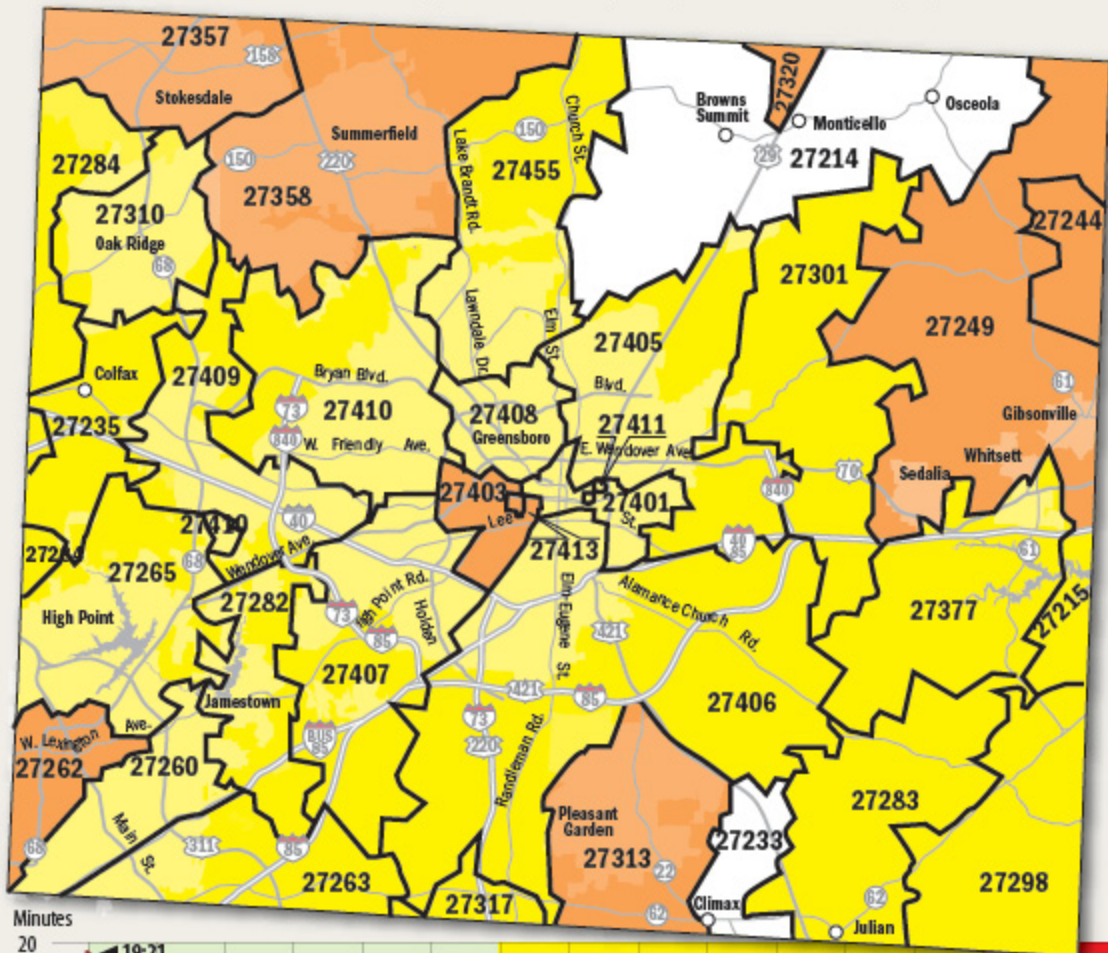 27357
158
27320
Stokesdale
Browns
Summit
Osceola
Monticello
Church St.
150
Summerfield
150
220
29
27214
27284
27455
Lake Brandt Rd.
27358
27310
Oak Ridge
68
27244
27301
27249
Lawndale Dr.
Elm St.
27405
Colfax
27409
Bryan Blvd.
Blvd.
61
73
27410
27408
Greensboro
27411
Gibsonville
27235
840
W. Friendly Ave.
E. Wendover Ave.
Whitsett
70
Sedalia
27403
840
27401
St.
Lee
40
27410
40
85
27413
61
68
Wendover Ave.
27265
27282
High Point Rd.
Holden
Elm-Eugene St.
Alamance Church Rd.
27377
27215
High Point
73
85
421
27407
Jamestown
421
85
27406
73
220
BUS
85
Randleman Rd.
Ave.
W. Lexington
27262
27260
27283
Pleasant
Garden
27233
Main St.
68
311
85
27313
22
27263
27298
27317
62
Climax
62
Julian
Minutes
20
19:21